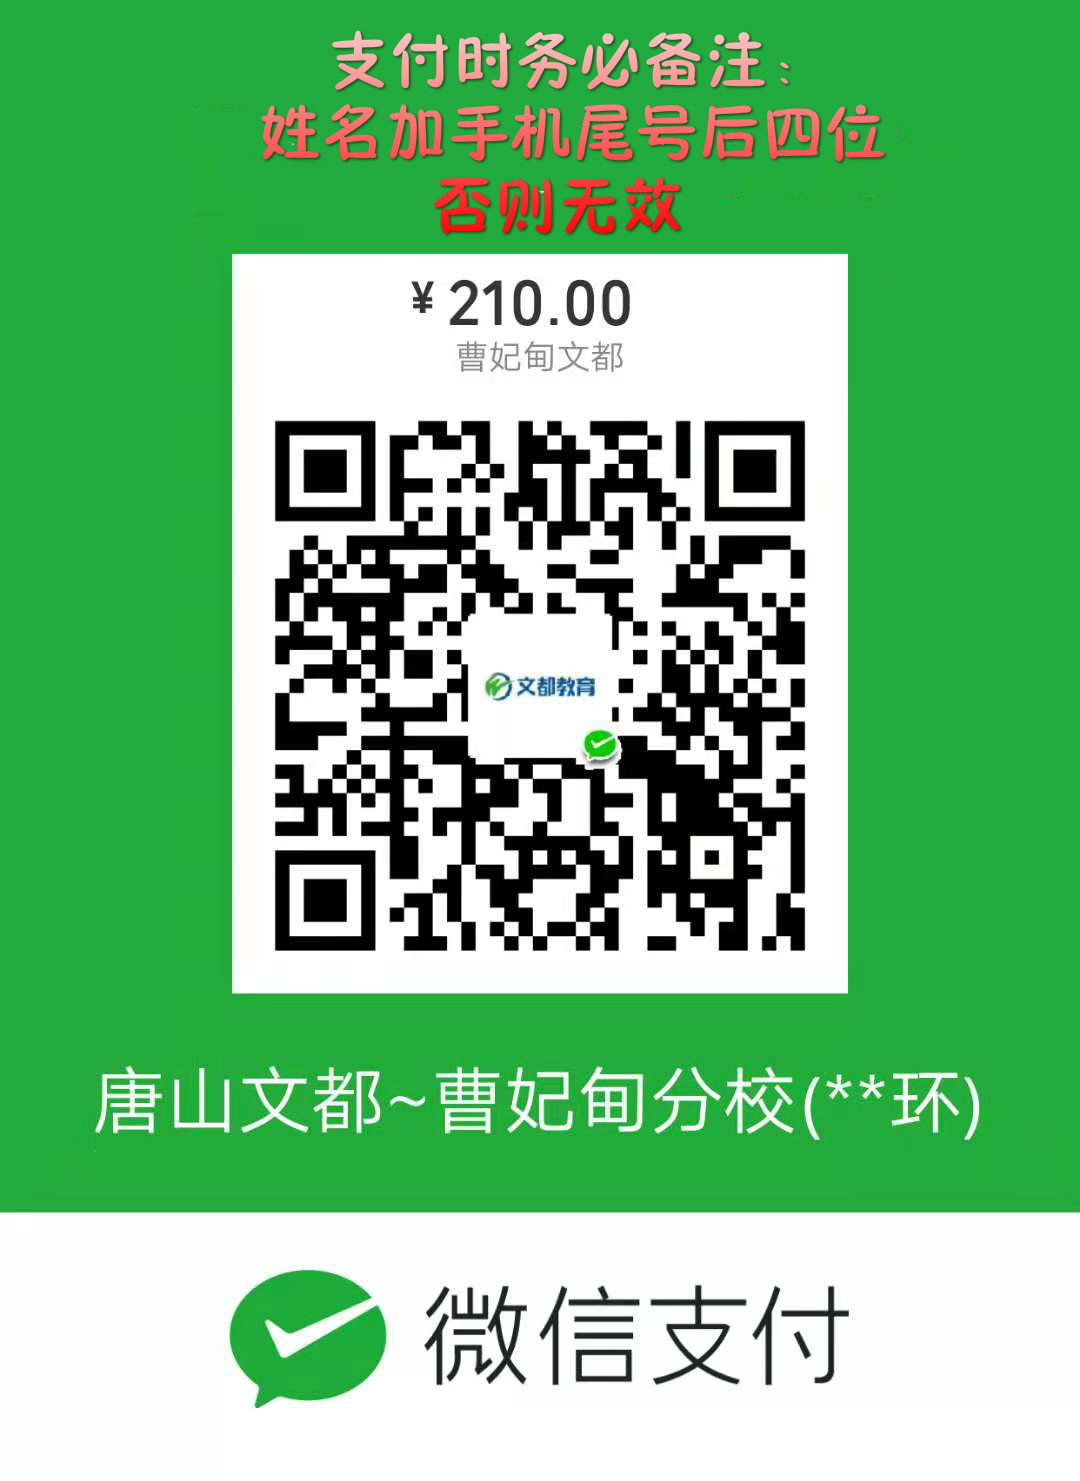 支付时务必备注：
姓名加手机尾号后四位
否则无效
¥210.00
曹妃甸文都
文都教育
唐山文都~曹妃甸分校(**环)
微信支付